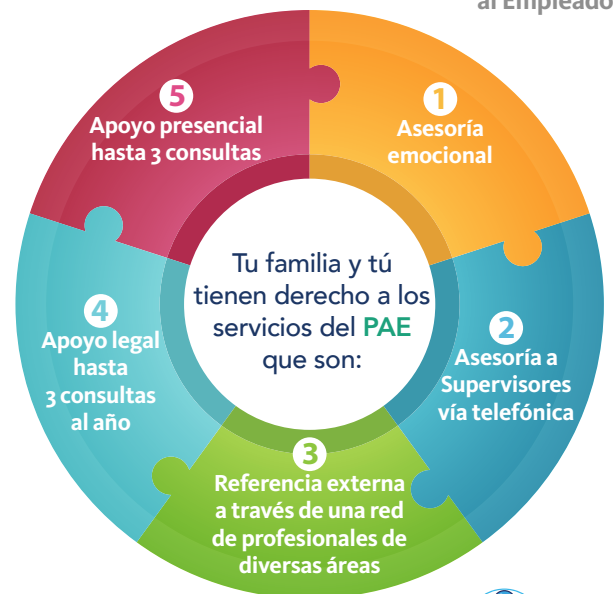 al Empleado
1
Asesoría
emocional
2
Asesoría a
Supervisores
vía telefónica
3
Referencia externa
a través de una red
de profesionales de
diversas áreas
4
Apoyo legal
hasta
3 consultas
al año
5
Apoyo presencial
hasta 3 consultas
Tu familia y tú
tienen derecho a los
servicios del PAE
que son: